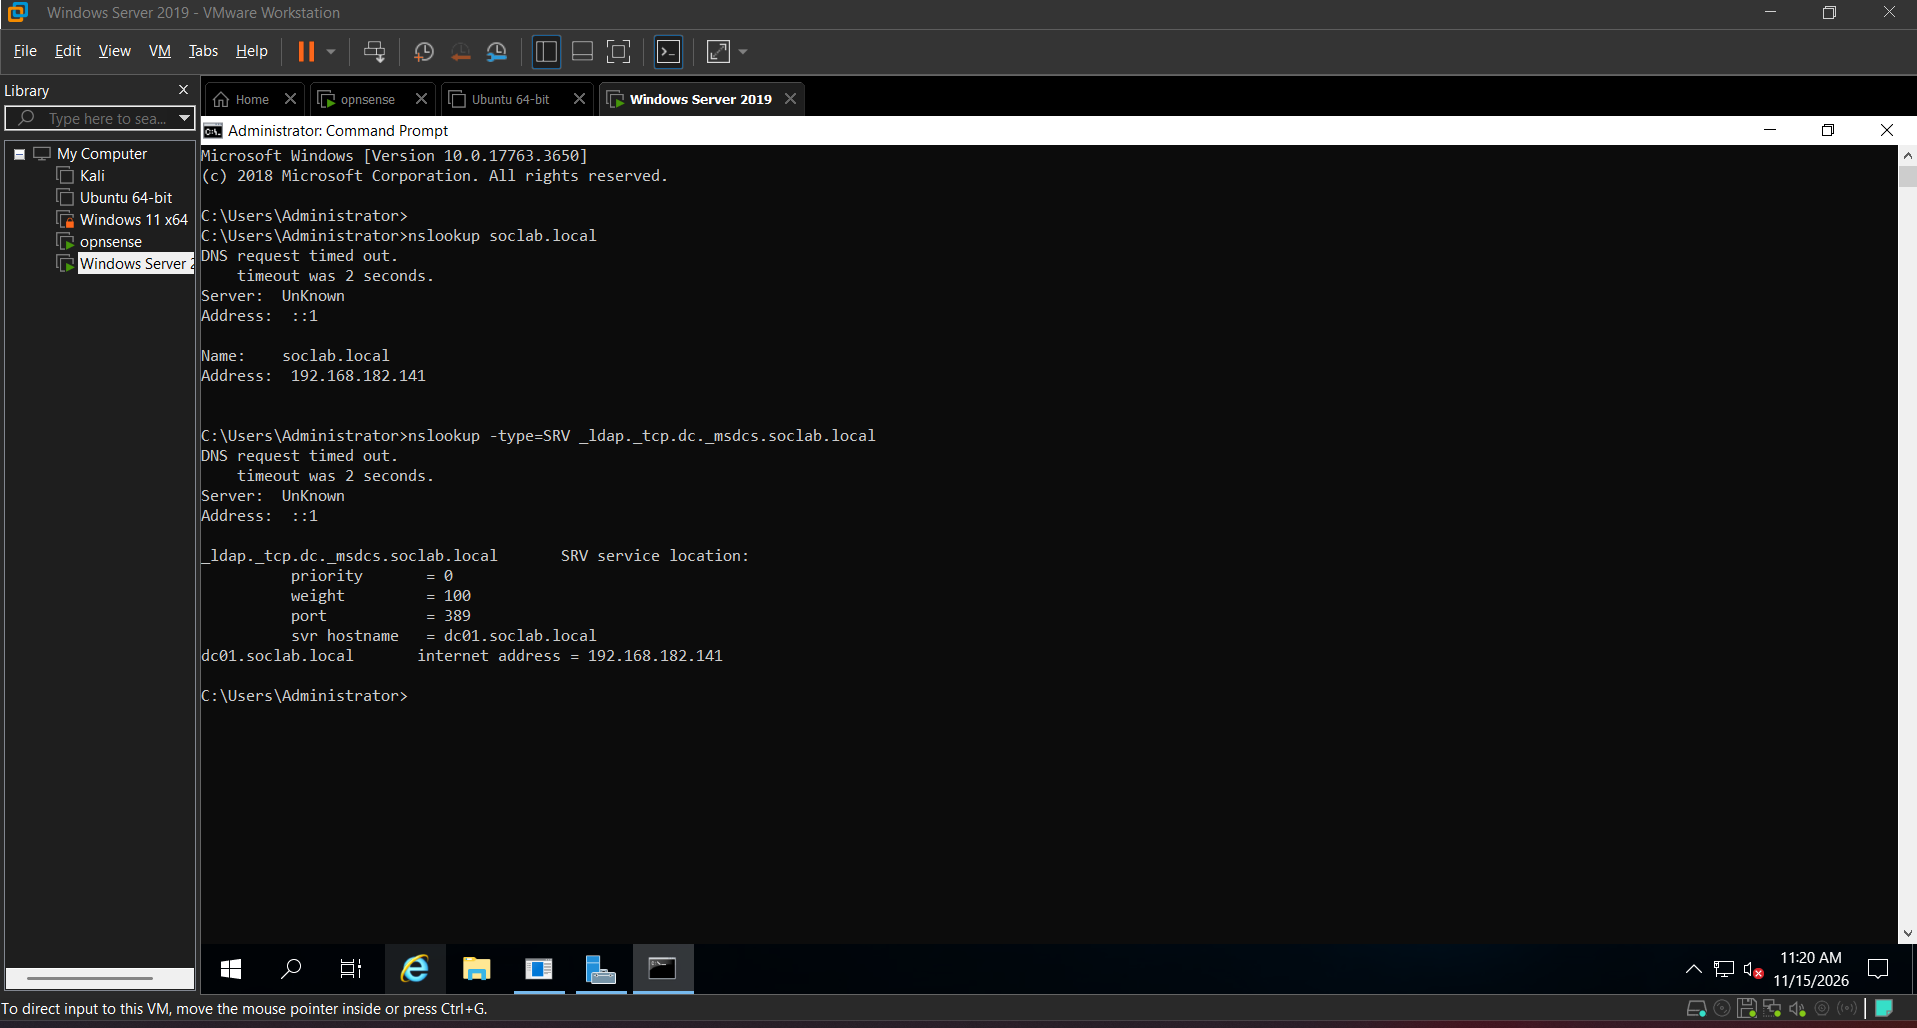 Windows Server 2019 - VMware Workstation
File Edit View VM Tabs Help
Library
Home
opnsense
Ubuntu 64-bit
Windows Server 2019
Type here to sea...
My Computer
Kali
Ubuntu 64-bit
Windows 11 x64
opnsense
Windows Server 2
Administrator: Command Prompt
Microsoft Windows [Version 10.0.17763.3650]
(c) 2018 Microsoft Corporation. All rights reserved.
C:\Users\Administrator>
C:\Users\Administrator>nslookup soclab.local
DNS request timed out.
timeout was 2 seconds.
Server:  UnKnown
Address:  ::1
Name:    soclab.local
Address:  192.168.182.141
C:\Users\Administrator>nslookup -type=SRV _ldap._tcp.dc._msdcs.soclab.local
DNS request timed out.
timeout was 2 seconds.
Server:  UnKnown
Address:  ::1
_ldap._tcp.dc._msdcs.soclab.local       SRV service location:
priority       = 0
weight         = 100
port           = 389
svr hostname   = dc01.soclab.local
dc01.soclab.local       internet address = 192.168.182.141
C:\Users\Administrator>
11:20 AM
11/15/2026
To direct input to this VM, move the mouse pointer inside or press Ctrl+G.